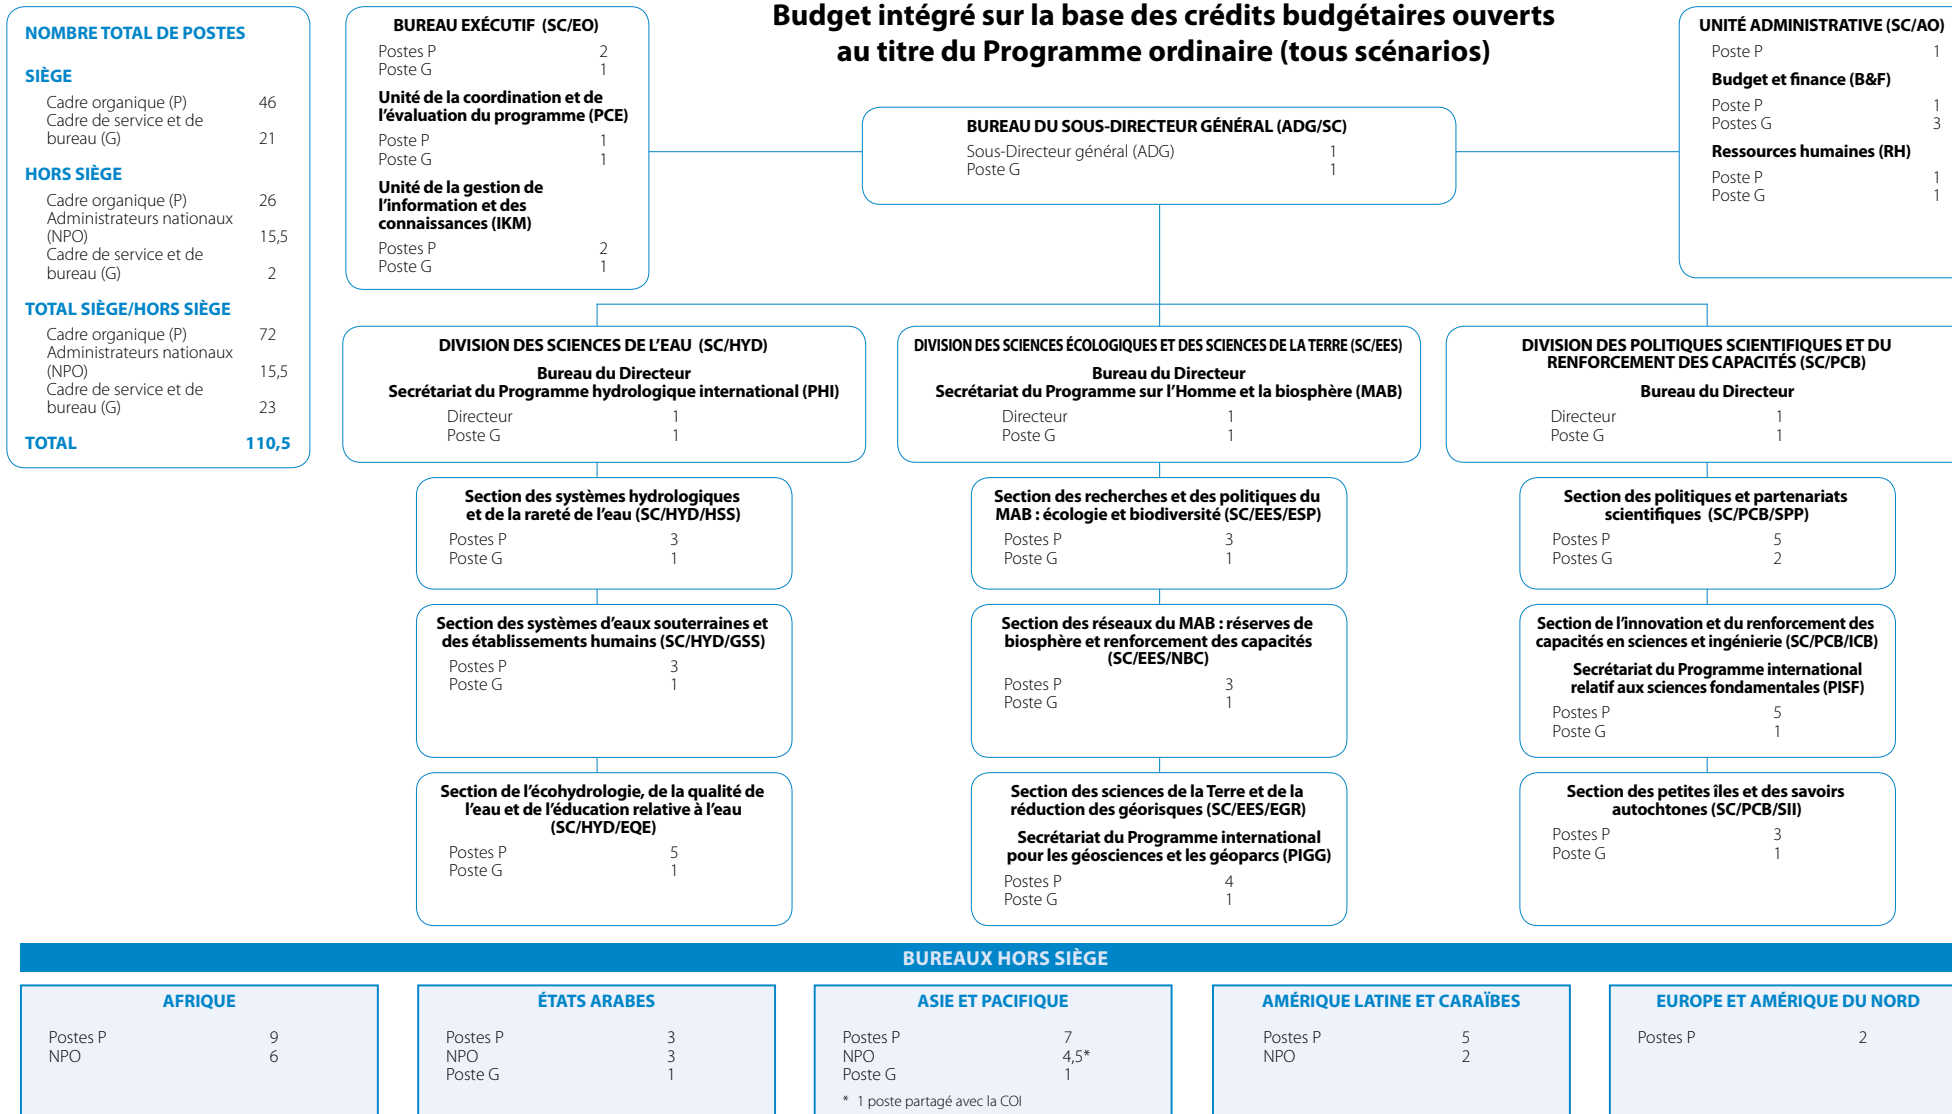 Budget intégré sur la base des crédits budgétaires ouverts
au titre du Programme ordinaire (tous scénarios)
NOMBRE TOTAL DE POSTES
SIÈGE
Cadre organique (P) 46
Cadre de service et de
bureau (G) 21
HORS SIÈGE
Cadre organique (P) 26
Administrateurs nationaux
(NPO) 15,5
Cadre de service et de
bureau (G) 2
TOTAL SIÈGE/HORS SIÈGE
Cadre organique (P) 72
Administrateurs nationaux
(NPO) 15,5
Cadre de service et de
bureau (G) 23
TOTAL 110,5
BUREAU EXÉCUTIF (SC/EO)
Postes P 2
Poste G 1
Unité de la coordination et de
l'évaluation du programme (PCE)
Poste P 1
Poste G 1
Unité de la gestion de
l'information et des
connaissances (IKM)
Postes P 2
Poste G 1
BUREAU DU SOUS-DIRECTEUR GÉNÉRAL (ADG/SC)
Sous-Directeur général (ADG) 1
Poste G 1
UNITÉ ADMINISTRATIVE (SC/AO)
Poste P 1
Budget et finance (B&F)
Poste P 1
Postes G 3
Ressources humaines (RH)
Poste P 1
Poste G 1
DIVISION DES SCIENCES DE L'EAU (SC/HYD)
Bureau du Directeur
Secrétariat du Programme hydrologique international (PHI)
Directeur 1
Poste G 1
Section des systèmes hydrologiques
et de la rareté de l'eau (SC/HYD/HSS)
Postes P 3
Poste G 1
Section des systèmes d'eaux souterraines et
des établissements humains (SC/HYD/GSS)
Postes P 3
Poste G 1
Section de l'écohydrologie, de la qualité de
l'eau et de l'éducation relative à l'eau
(SC/HYD/EQE)
Postes P 5
Poste G 1
DIVISION DES SCIENCES ÉCOLOGIQUES ET DES SCIENCES DE LA TERRE (SC/EES)
Bureau du Directeur
Secrétariat du Programme sur l'Homme et la biosphère (MAB)
Directeur 1
Poste G 1
Section des recherches et des politiques du
MAB : écologie et biodiversité (SC/EES/ESP)
Postes P 3
Poste G 1
Section des réseaux du MAB : réserves de
biosphère et renforcement des capacités
(SC/EES/NBC)
Postes P 3
Poste G 1
Section des sciences de la Terre et de la
réduction des géorisques (SC/EES/EGR)
Secrétariat du Programme international
pour les géosciences et les géoparcs (PIGG)
Postes P 4
Poste G 1
DIVISION DES POLITIQUES SCIENTIFIQUES ET DU
RENFORCEMENT DES CAPACITÉS (SC/PCB)
Bureau du Directeur
Directeur 1
Poste G 1
Section des politiques et partenariats
scientifiques (SC/PCB/SPP)
Postes P 5
Postes G 2
Section de l'innovation et du renforcement des
capacités en sciences et ingénierie (SC/PCB/ICB)
Secrétariat du Programme international
relatif aux sciences fondamentales (PISF)
Postes P 5
Poste G 1
Section des petites îles et des savoirs
autochtones (SC/PCB/SII)
Postes P 3
Poste G 1
BUREAUX HORS SIÈGE
AFRIQUE
Postes P 9
NPO 6
ÉTATS ARABES
Postes P 3
NPO 3
Poste G 1
ASIE ET PACIFIQUE
Postes P 7
NPO 4,5*
Poste G 1
* 1 poste partagé avec la COI
AMÉRIQUE LATINE ET CARAÏBES
Postes P 5
NPO 2
EUROPE ET AMÉRIQUE DU NORD
Postes P 2